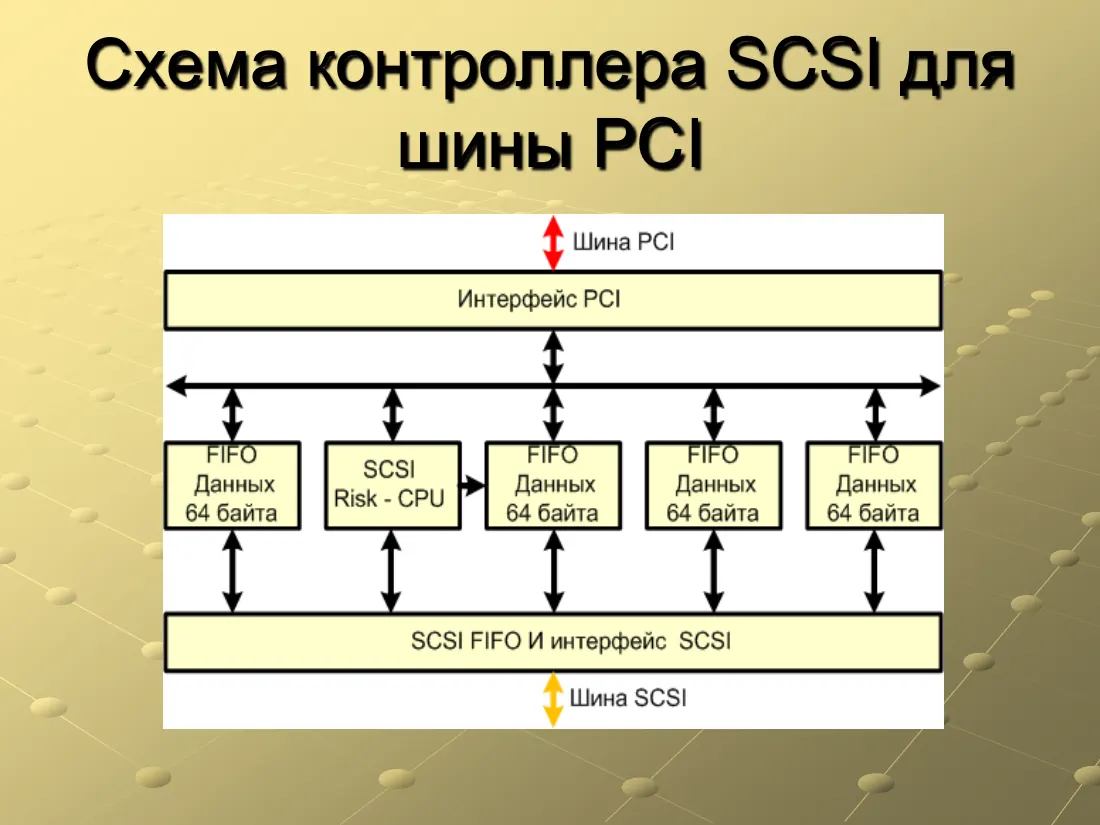 Схема контроллера SCSI для
шины PCI
Шина PCI
Интерфейс PCI
FIFO
Данных
64 байта
SCSI
Risk - CPU
FIFO
Данных
64 байта
FIFO
Данных
64 байта
FIFO
Данных
64 байта
SCSI FIFO И интерфейс SCSI
Шина SCSI